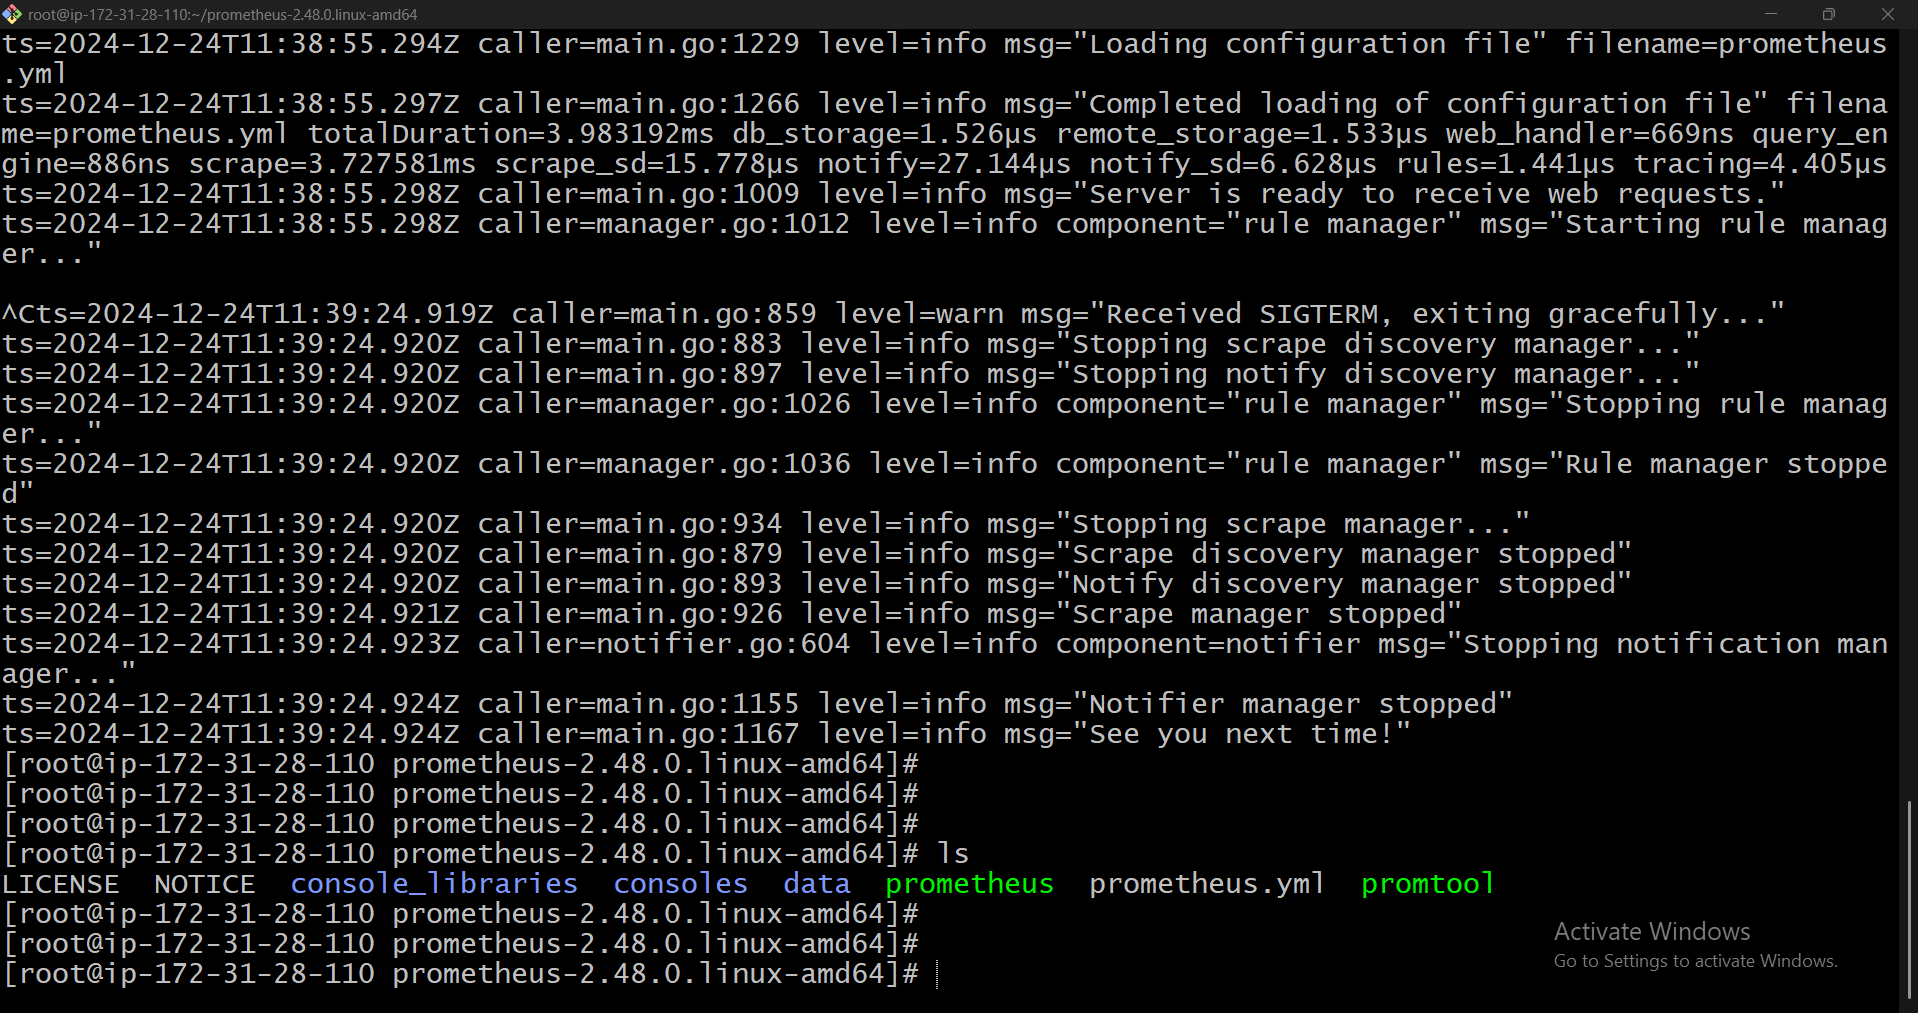 root@ip-172-31-28-110:~/prometheus-2.48.0.linux-amd64
ts=2024-12-24T11:38:55.294Z caller=main.go:1229 level=info msg="Loading configuration file" filename=prometheus
.yml
ts=2024-12-24T11:38:55.297Z caller=main.go:1266 level=info msg="Completed loading of configuration file" filena
me=prometheus.yml totalDuration=3.983192ms db_storage=1.526µs remote_storage=1.533µs web_handler=669ns query_en
gine=886ns scrape=3.727581ms scrape_sd=15.778µs notify=27.144µs notify_sd=6.628µs rules=1.441µs tracing=4.405µs
ts=2024-12-24T11:38:55.298Z caller=main.go:1009 level=info msg="Server is ready to receive web requests."
ts=2024-12-24T11:38:55.298Z caller=manager.go:1012 level=info component="rule manager" msg="Starting rule manag
er..."
^Cts=2024-12-24T11:39:24.919Z caller=main.go:859 level=warn msg="Received SIGTERM, exiting gracefully..."
ts=2024-12-24T11:39:24.920Z caller=main.go:883 level=info msg="Stopping scrape discovery manager..."
ts=2024-12-24T11:39:24.920Z caller=main.go:897 level=info msg="Stopping notify discovery manager..."
ts=2024-12-24T11:39:24.920Z caller=manager.go:1026 level=info component="rule manager" msg="Stopping rule manag
er..."
ts=2024-12-24T11:39:24.920Z caller=manager.go:1036 level=info component="rule manager" msg="Rule manager stoppe
d"
ts=2024-12-24T11:39:24.920Z caller=main.go:934 level=info msg="Stopping scrape manager..."
ts=2024-12-24T11:39:24.920Z caller=main.go:879 level=info msg="Scrape discovery manager stopped"
ts=2024-12-24T11:39:24.920Z caller=main.go:893 level=info msg="Notify discovery manager stopped"
ts=2024-12-24T11:39:24.921Z caller=main.go:926 level=info msg="Scrape manager stopped"
ts=2024-12-24T11:39:24.923Z caller=notifier.go:604 level=info component=notifier msg="Stopping notification man
ager..."
ts=2024-12-24T11:39:24.924Z caller=main.go:1155 level=info msg="Notifier manager stopped"
ts=2024-12-24T11:39:24.924Z caller=main.go:1167 level=info msg="See you next time!"
[root@ip-172-31-28-110 prometheus-2.48.0.linux-amd64]#
[root@ip-172-31-28-110 prometheus-2.48.0.linux-amd64]#
[root@ip-172-31-28-110 prometheus-2.48.0.linux-amd64]#
[root@ip-172-31-28-110 prometheus-2.48.0.linux-amd64]# ls
LICENSE  NOTICE  console_libraries  consoles  data  prometheus  prometheus.yml  promtool
[root@ip-172-31-28-110 prometheus-2.48.0.linux-amd64]#
[root@ip-172-31-28-110 prometheus-2.48.0.linux-amd64]#
[root@ip-172-31-28-110 prometheus-2.48.0.linux-amd64]#
Activate Windows
Go to Settings to activate Windows.